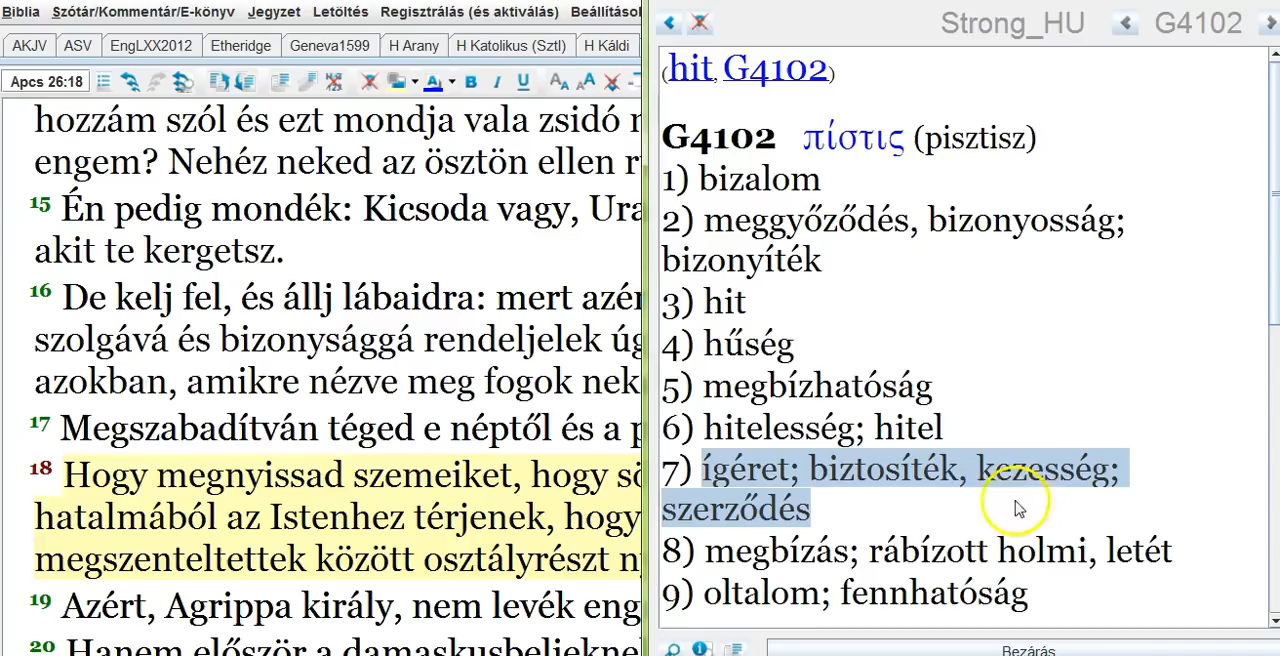 Biblia Szótár/Kommentár/E-könyv Jegyzet Letöltés Regisztrálás (és aktiválás)
AKJV ASV EngLXX2012 Etheridge Geneva1599 H Arany H Katolikus (Sztl) H Káldi
Apcs 26:18 A B I U
hozzám szól és ezt mondja vala zsidó
engem? Nehéz neked az ösztön ellen
15 Én pedig mondék: Kicsoda vagy,
akit te kergetsz.
16 De kelj fel, és állj lábaidra: mert
szolgává és bizonysággá rendeljelek
azokban, amikre nézve meg fogok
17 Megszabadítván téged e néptől és a
18 Hogy megnyissad szemeiket, hogy
hatalmából az Istenhez térjenek, hogy
megszenteltettek között osztályrészt
19 Azért, Agrippa király, nem levék
20 Hanem először a
Strong_HU G4102
(hit, G4102)
G4102 πίστις (pisztisz)
1) bizalom
2) meggyőződés, bizonyosság;
bizonyíték
3) hit
4) hűség
5) megbízhatóság
6) hitelesség; hitel
7) ígéret; biztosíték, kezesség;
szerződés
8) megbízás; rábízott holmi, letét
9) oltalom; fennhatóság
Bezárás